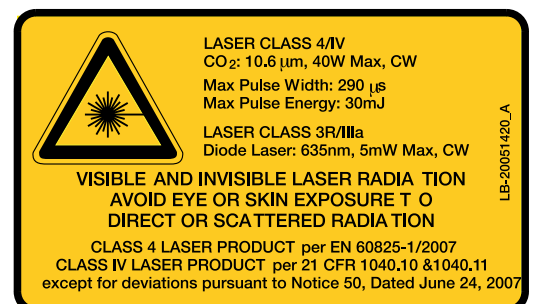 LASER CLASS 4/IV
CO2: 10.6 μm, 40W Max, CW
Max Pulse Width: 290 μs
Max Pulse Energy: 30mJ
LASER CLASS 3R/IIIa
Diode Laser: 635nm, 5mW Max, CW
VISIBLE AND INVISIBLE LASER RADIA TION
AVOID EYE OR SKIN EXPOSURE T O
DIRECT OR SCATTERED RADIATION
CLASS 4 LASER PRODUCT per EN 60825-1/2007
CLASS IV LASER PRODUCT per 21 CFR 1040.10 &1040.11
except for deviations pursuant to Notice 50, Dated June 24, 2007
LB-20051420_A